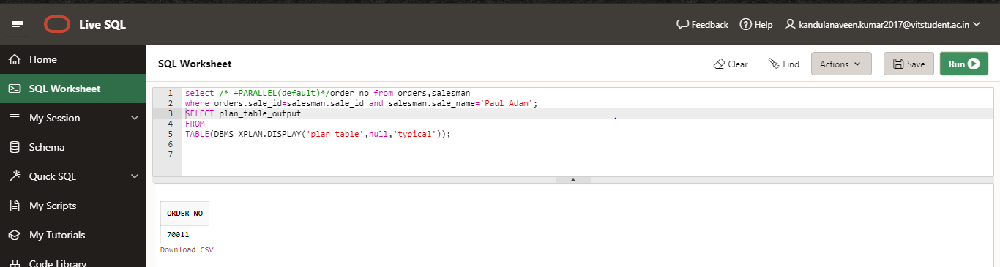 Live SQL
Feedback Help kandulanaveen.kumar2017@vitstudent.ac.in
Home
SQL Worksheet
My Session
Schema
Quick SQL
My Scripts
My Tutorials
Code Library
SQL Worksheet
Clear Find Actions Save Run
1 select /* +PARALLEL(default)*/order_no from orders,salesman
2 where orders.sale_id=salesman.sale_id and salesman.sale_name='Paul Adam';
3 SELECT plan_table_output
4 FROM
5 TABLE(DBMS_XPLAN.DISPLAY('plan_table',null,'typical'));
6
7
ORDER_NO
70011
Download CSV